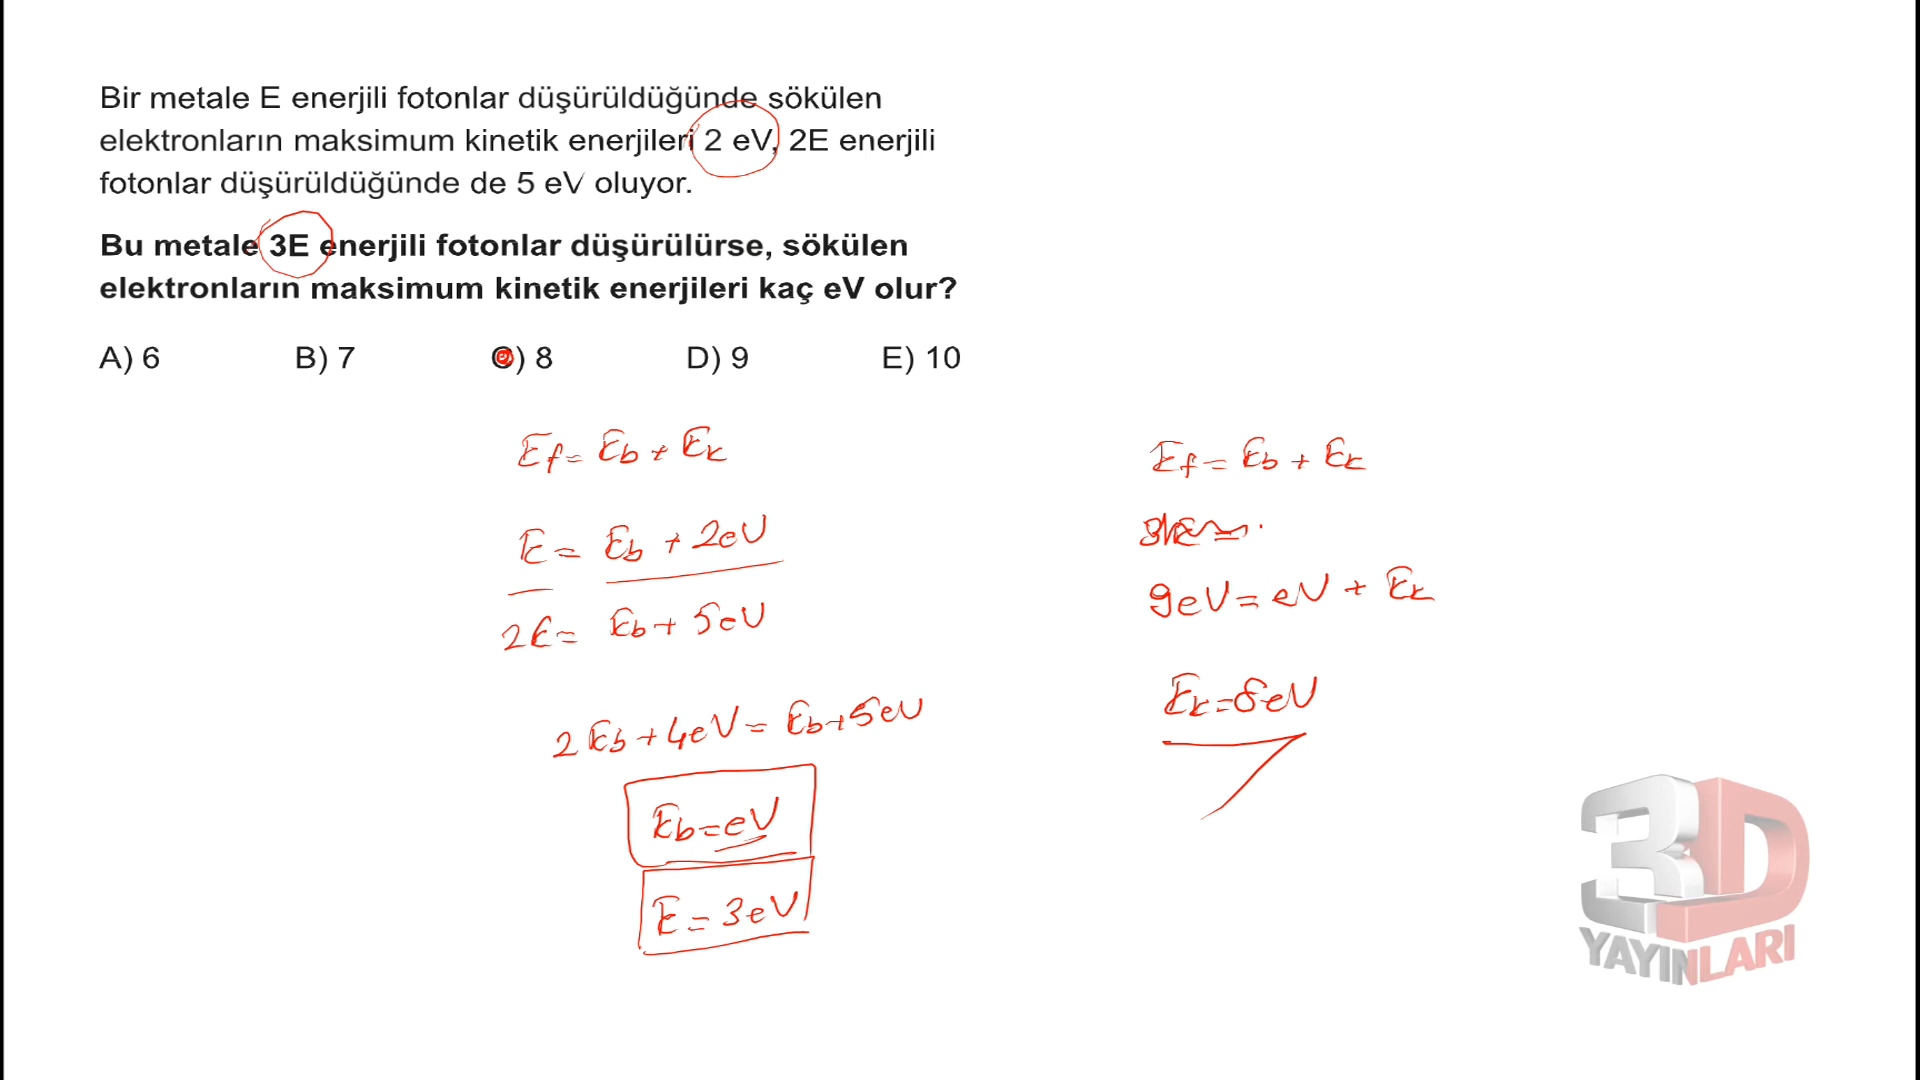 Bir metale E enerjili fotonlar düşürüldüğünde sökülen
elektronların maksimum kinetik enerjileri 2 eV, 2E enerjili
fotonlar düşürüldüğünde de 5 eV oluyor.
Bu metale 3E enerjili fotonlar düşürülürse, sökülen
elektronların maksimum kinetik enerjileri kaç eV olur?
A) 6 B) 7 C) 8 D) 9 E) 10
Ef = Eb + Ek
E = Eb + 2eV
2E = Eb + 5eV
2Eb + 4eV = Eb + 5eV
Eb = eV
E = 3eV
Ef = Eb + Ek
9eV = eV + Ek
Ek = 8eV
3D
YAYINLARI